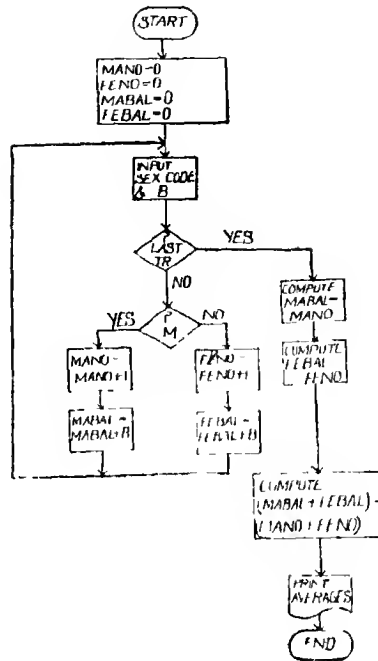 START
MANO=0
FENO=0
MABAL=0
FEBAL=0
INPUT
SEX CODE
& B
LAST
TR
YES
NO
?
M
YES
NO
MANO-
MANO+1
FENO-
FENO+1
MABAL-
MABAL+B
FEBAL-
FEBAL+B
COMPUTE
MABAL-
MANO
COMPUTE
FEBAL
FENO
COMPUTE
(MABAL+FEBAL)-
(MANO+FENO)
PRINT
AVERAGES
END